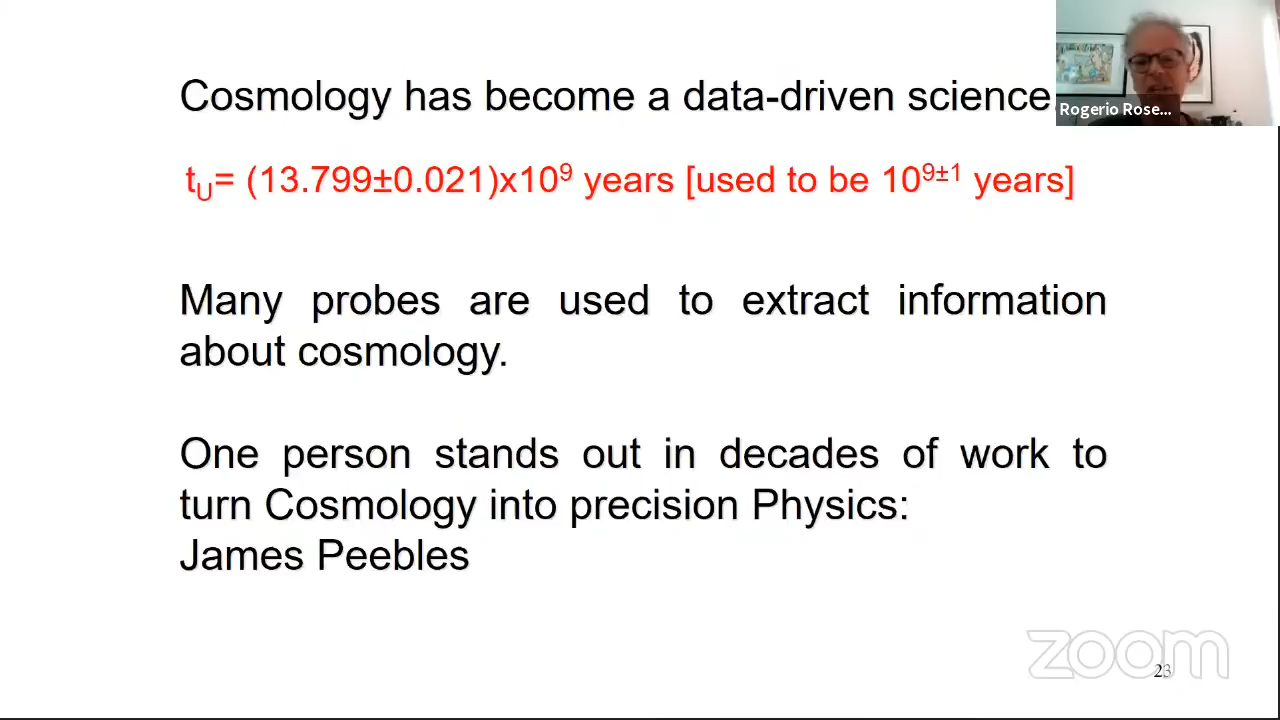 Cosmology has become a data-driven science
Rogerio Rose...
t_U= (13.799±0.021)x10⁹ years [used to be 10⁹±¹ years]
Many probes are used to extract information
about cosmology.
One person stands out in decades of work to
turn Cosmology into precision Physics:
James Peebles
zoom
23